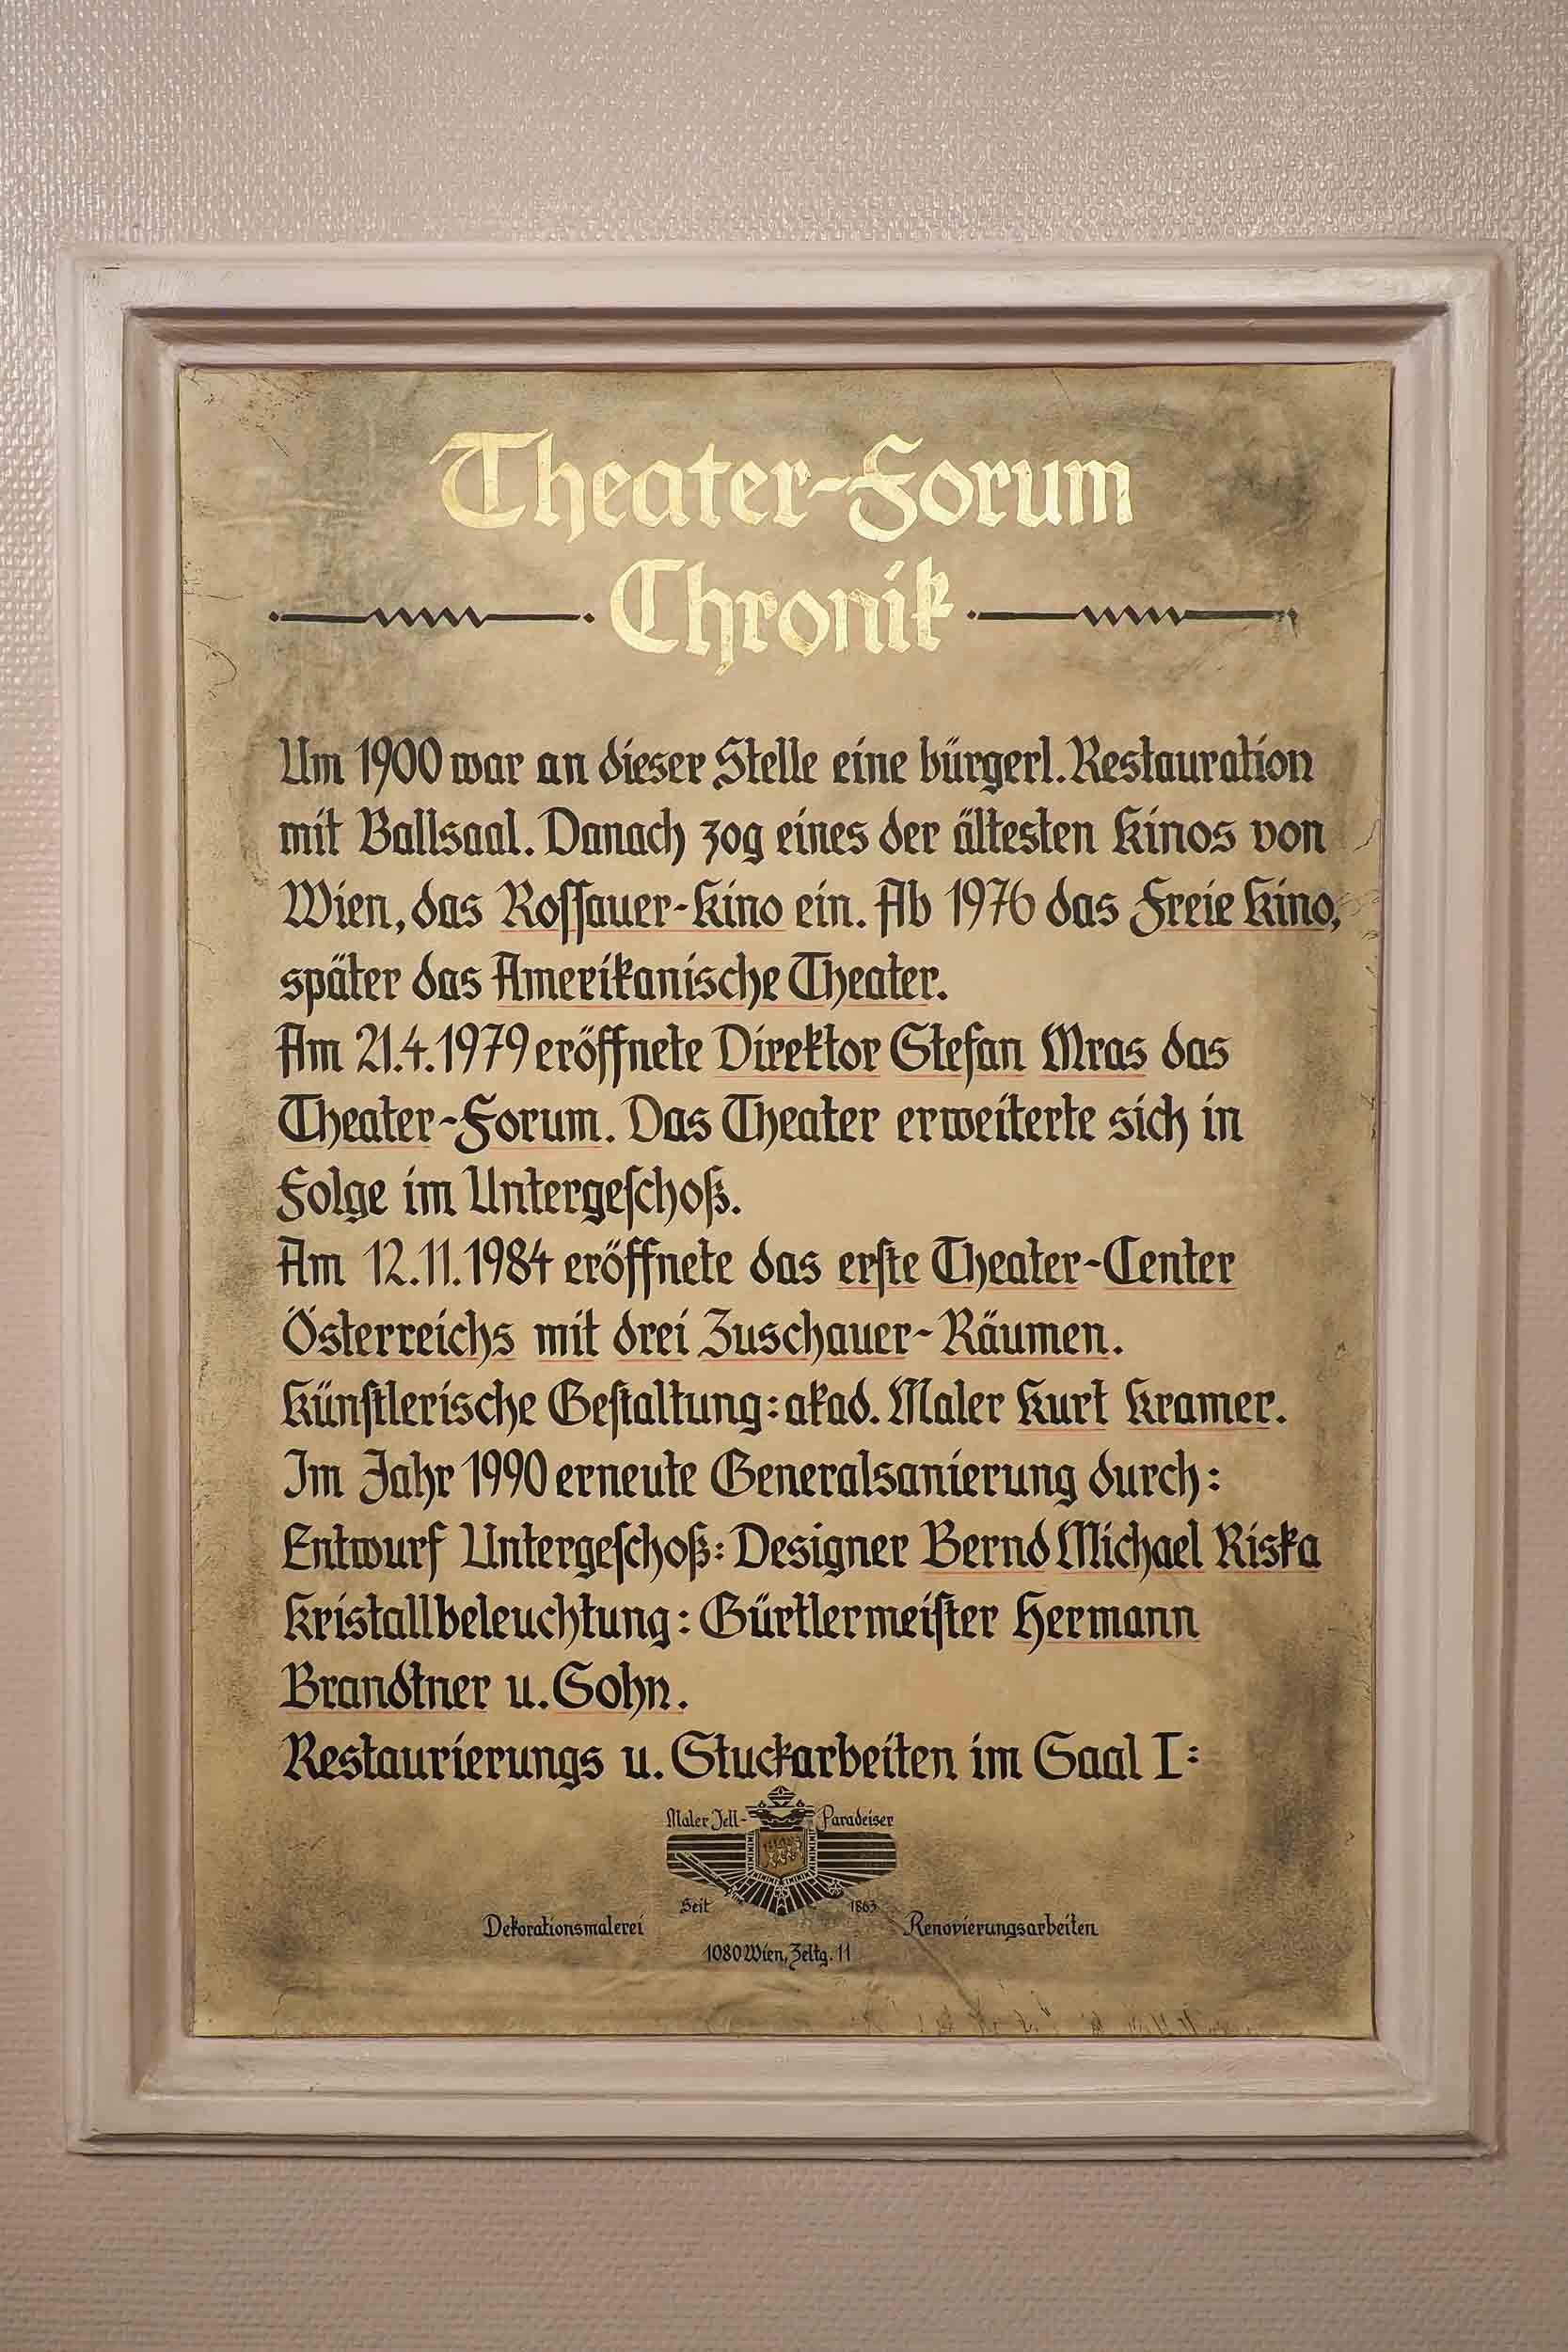 Theater-Forum
Chronik
Um 1900 war an dieser Stelle eine bürgerl. Restauration
mit Ballsaal. Danach zog eines der ältesten Kinos von
Wien, das Roſſauer-Kino ein. Ab 1976 das Freie Kino,
später das Amerikanische Theater.
Am 21.4.1979 eröffnete Direktor Stefan Mras das
Theater-Forum. Das Theater erweiterte sich in
Folge im Untergeſchoß.
Am 12.11.1984 eröffnete das erſte Theater-Center
Österreichs mit drei Zuschauer-Räumen.
Künſtlerische Geſtaltung: akad. Maler Kurt Kramer.
Im Jahr 1990 erneute Generalsanierung durch:
Entwurf Untergeſchoß: Designer Bernd Michael Riska
Kristallbeleuchtung: Gürtlermeiſter Hermann
Brandtner u. Sohn.
Restaurierungs u. Stuckarbeiten im Saal I:
Maler Jell- Paradeiser
Seit 1863
Dekorationsmalerei Renovierungsarbeiten
1080 Wien, Zeltg. 11